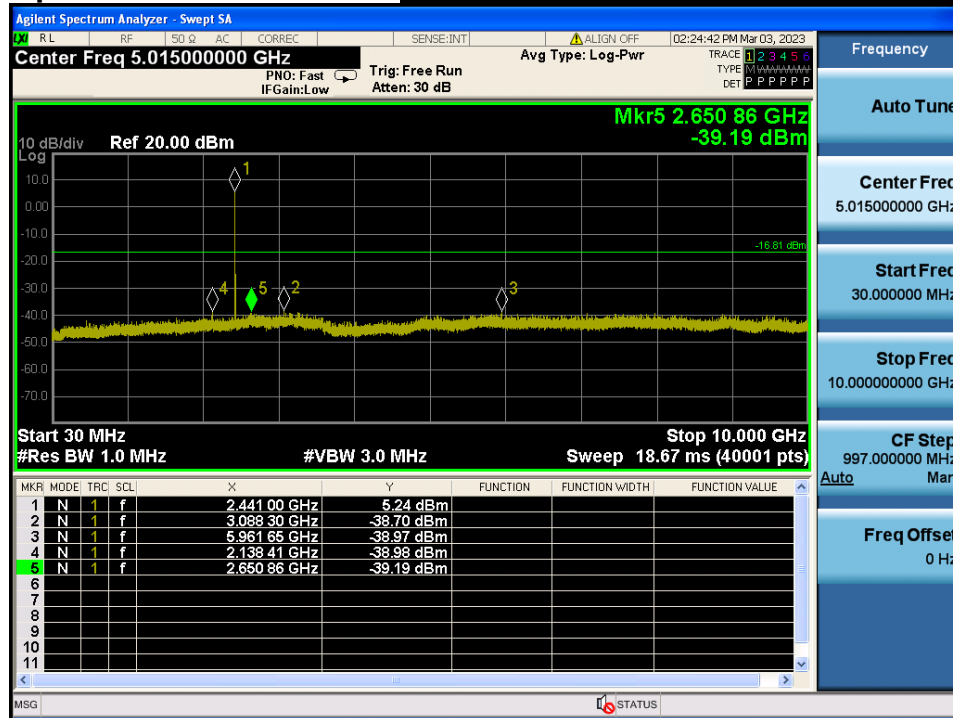 Agilent Spectrum Analyzer - Swept SA
RL RF 50 Ω AC CORREC SENSE:INT ALIGN OFF 02:24:42 PM Mar 03, 2023
Center Freq 5.015000000 GHz
PNO: Fast
IFGain:Low
Trig: Free Run
Atten: 30 dB
Avg Type: Log-Pwr
TRACE 1 2 3 4 5 6
TYPE M
DET P P P P P P
Mkr5 2.650 86 GHz
-39.19 dBm
10 dB/div Ref 20.00 dBm
Log
10.0
0.00
-10.0
-20.0
-30.0
-40.0
-50.0
-60.0
-70.0
1
-16.81 dBm
4 5 2 3
Start 30 MHz Stop 10.000 GHz
#Res BW 1.0 MHz #VBW 3.0 MHz Sweep 18.67 ms (40001 pts)
MKR MODE TRC SCL X Y FUNCTION FUNCTION WIDTH FUNCTION VALUE
1 N 1 f 2.441 00 GHz 5.24 dBm
2 N 1 f 3.088 30 GHz -38.70 dBm
3 N 1 f 5.961 65 GHz -38.97 dBm
4 N 1 f 2.138 41 GHz -38.98 dBm
5 N 1 f 2.650 86 GHz -39.19 dBm
6
7
8
9
10
11
MSG STATUS
Frequency
Auto Tune
Center Freq
5.015000000 GHz
Start Freq
30.000000 MHz
Stop Freq
10.000000000 GHz
CF Step
997.000000 MHz
Auto Man
Freq Offset
0 Hz